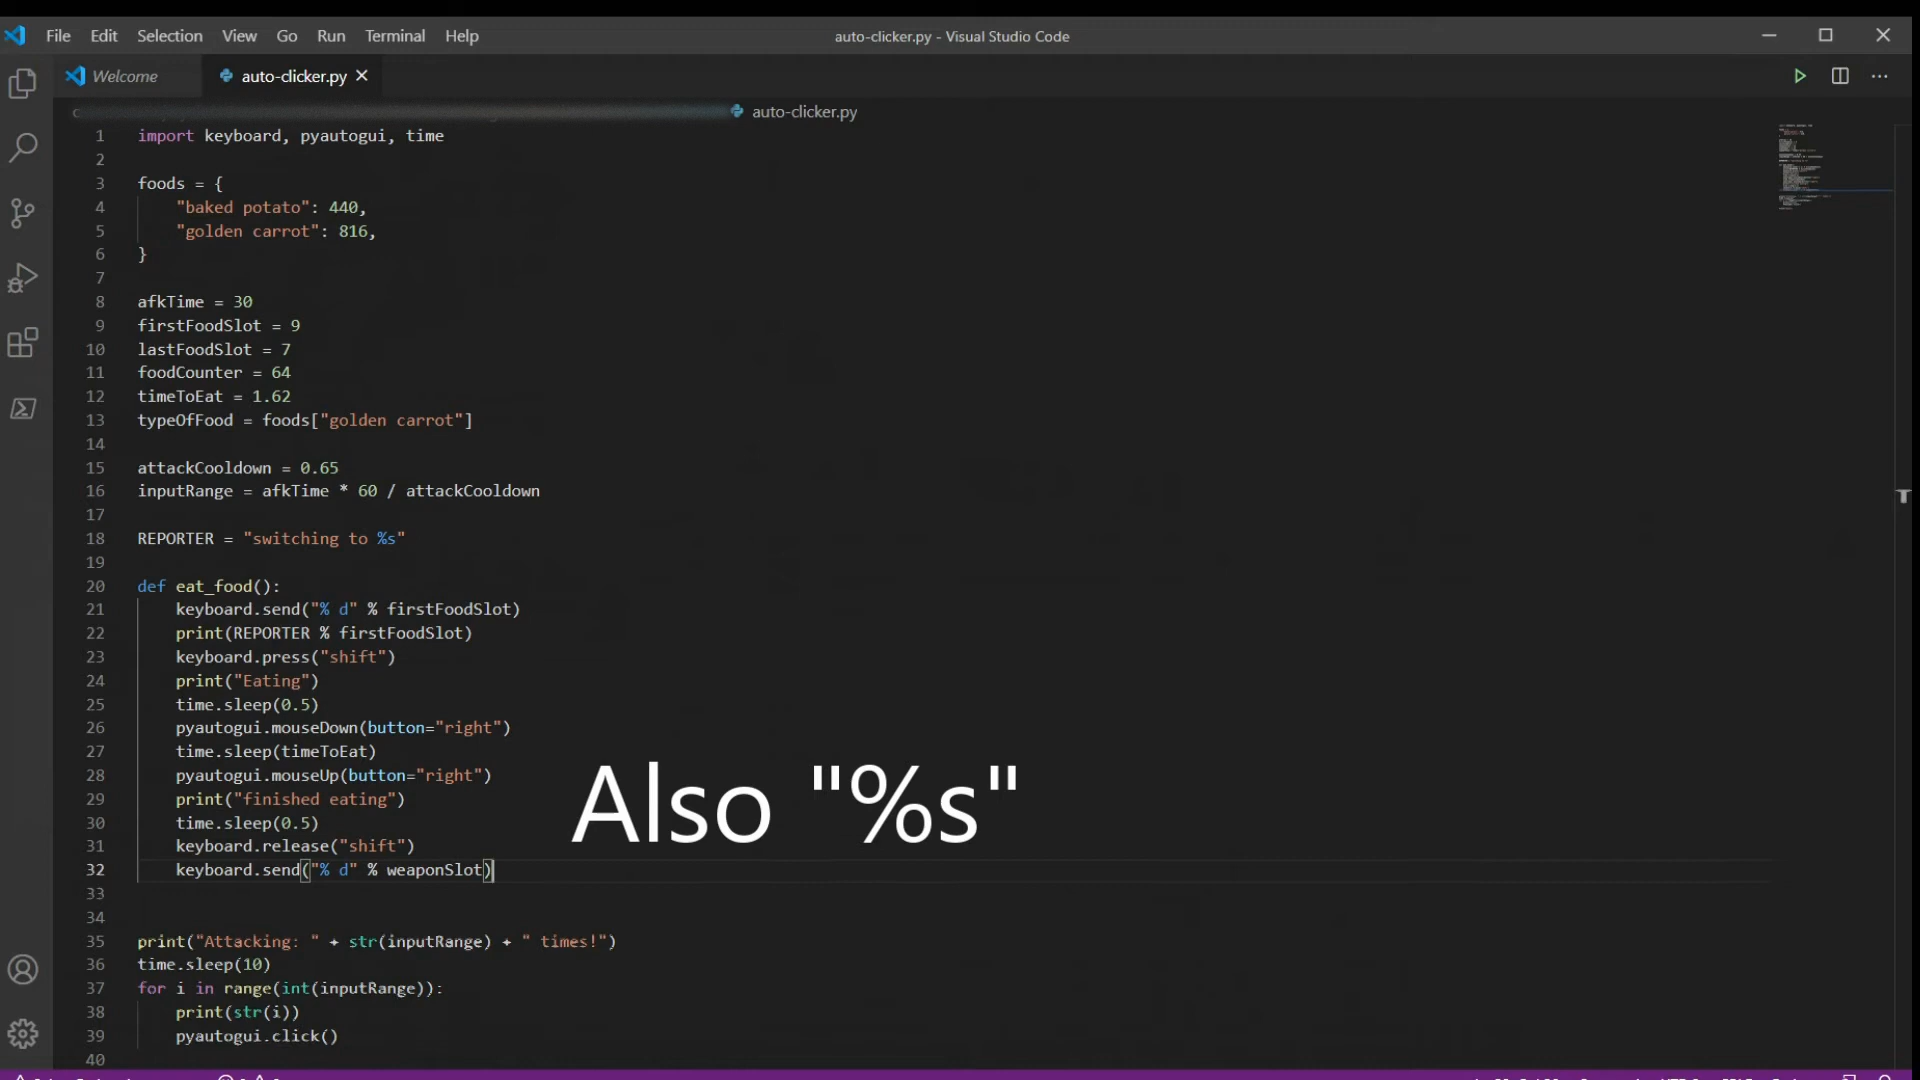 File Edit Selection View Go Run Terminal Help
auto-clicker.py - Visual Studio Code
Welcome
auto-clicker.py
auto-clicker.py
1 import keyboard, pyautogui, time
2
3 foods = {
4     "baked potato": 440,
5     "golden carrot": 816,
6 }
7
8 afkTime = 30
9 firstFoodSlot = 9
10 lastFoodSlot = 7
11 foodCounter = 64
12 timeToEat = 1.62
13 typeOfFood = foods["golden carrot"]
14
15 attackCooldown = 0.65
16 inputRange = afkTime * 60 / attackCooldown
17
18 REPORTER = "switching to %s"
19
20 def eat_food():
21     keyboard.send("% d" % firstFoodSlot)
22     print(REPORTER % firstFoodSlot)
23     keyboard.press("shift")
24     print("Eating")
25     time.sleep(0.5)
26     pyautogui.mouseDown(button="right")
27     time.sleep(timeToEat)
28     pyautogui.mouseUp(button="right")
29     print("finished eating")
30     time.sleep(0.5)
31     keyboard.release("shift")
32     keyboard.send("% d" % weaponSlot)
33
34
35 print("Attacking: " + str(inputRange) + " times!")
36 time.sleep(10)
37 for i in range(int(inputRange)):
38     print(str(i))
39     pyautogui.click()
40
Also "%s"